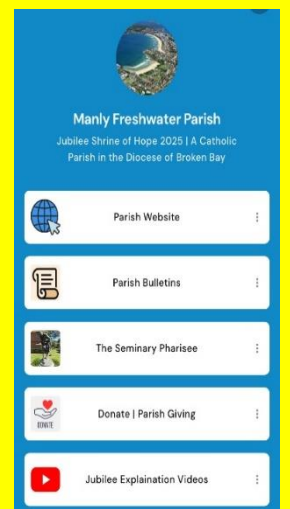 Manly Freshwater Parish
Jubilee Shrine of Hope 2025 | A Catholic
Parish in the Diocese of Broken Bay
Parish Website
Parish Bulletins
The Seminary Pharisee
DONATE
Donate | Parish Giving
Jubilee Explaination Videos